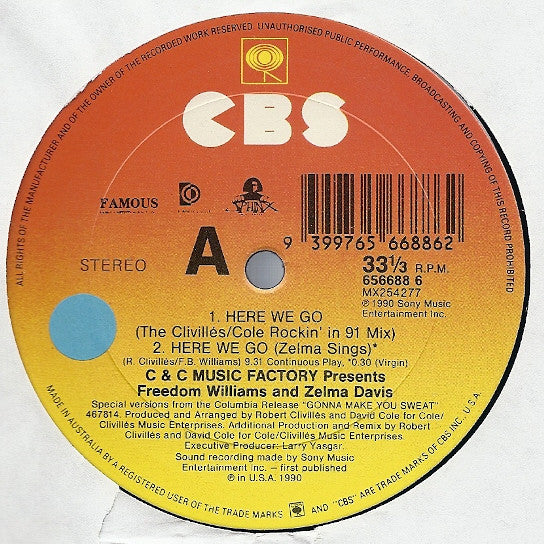 ALL RIGHTS OF THE MANUFACTURER AND OF THE OWNER OF THE RECORDED WORK RESERVED. UNAUTHORISED PUBLIC PERFORMANCE, BROADCASTING AND COPYING OF THIS RECORD PROHIBITED
CBS
FAMOUS
A
STEREO
9 399765 668862
33⅓ R.P.M.
656688 6
MX254277
℗ 1990 Sony Music
Entertainment Inc.
1. HERE WE GO
(The Clivillés/Cole Rockin' in 91 Mix)
2. HERE WE GO (Zelma Sings)*
(R. Clivillés/F.B. Williams) 9.31 Continuous Play. *0.30 (Virgin)
C & C MUSIC FACTORY Presents
Freedom Williams and Zelma Davis
Special versions from the Columbia Release "GONNA MAKE YOU SWEAT"
467814. Produced and Arranged by Robert Clivillés and David Cole for Cole/
Clivillés Music Enterprises. Additional Production and Remix by Robert
Clivillés and David Cole for Cole/Clivillés Music Enterprises.
Executive Producer: Larry Yasgar.
Sound recording made by Sony Music
Entertainment Inc. – first published
℗ in U.S.A. 1990
MADE IN AUSTRALIA BY A REGISTERED USER OF THE TRADE MARKS AND "CBS" ARE TRADE MARKS OF CBS INC., U.S.A.